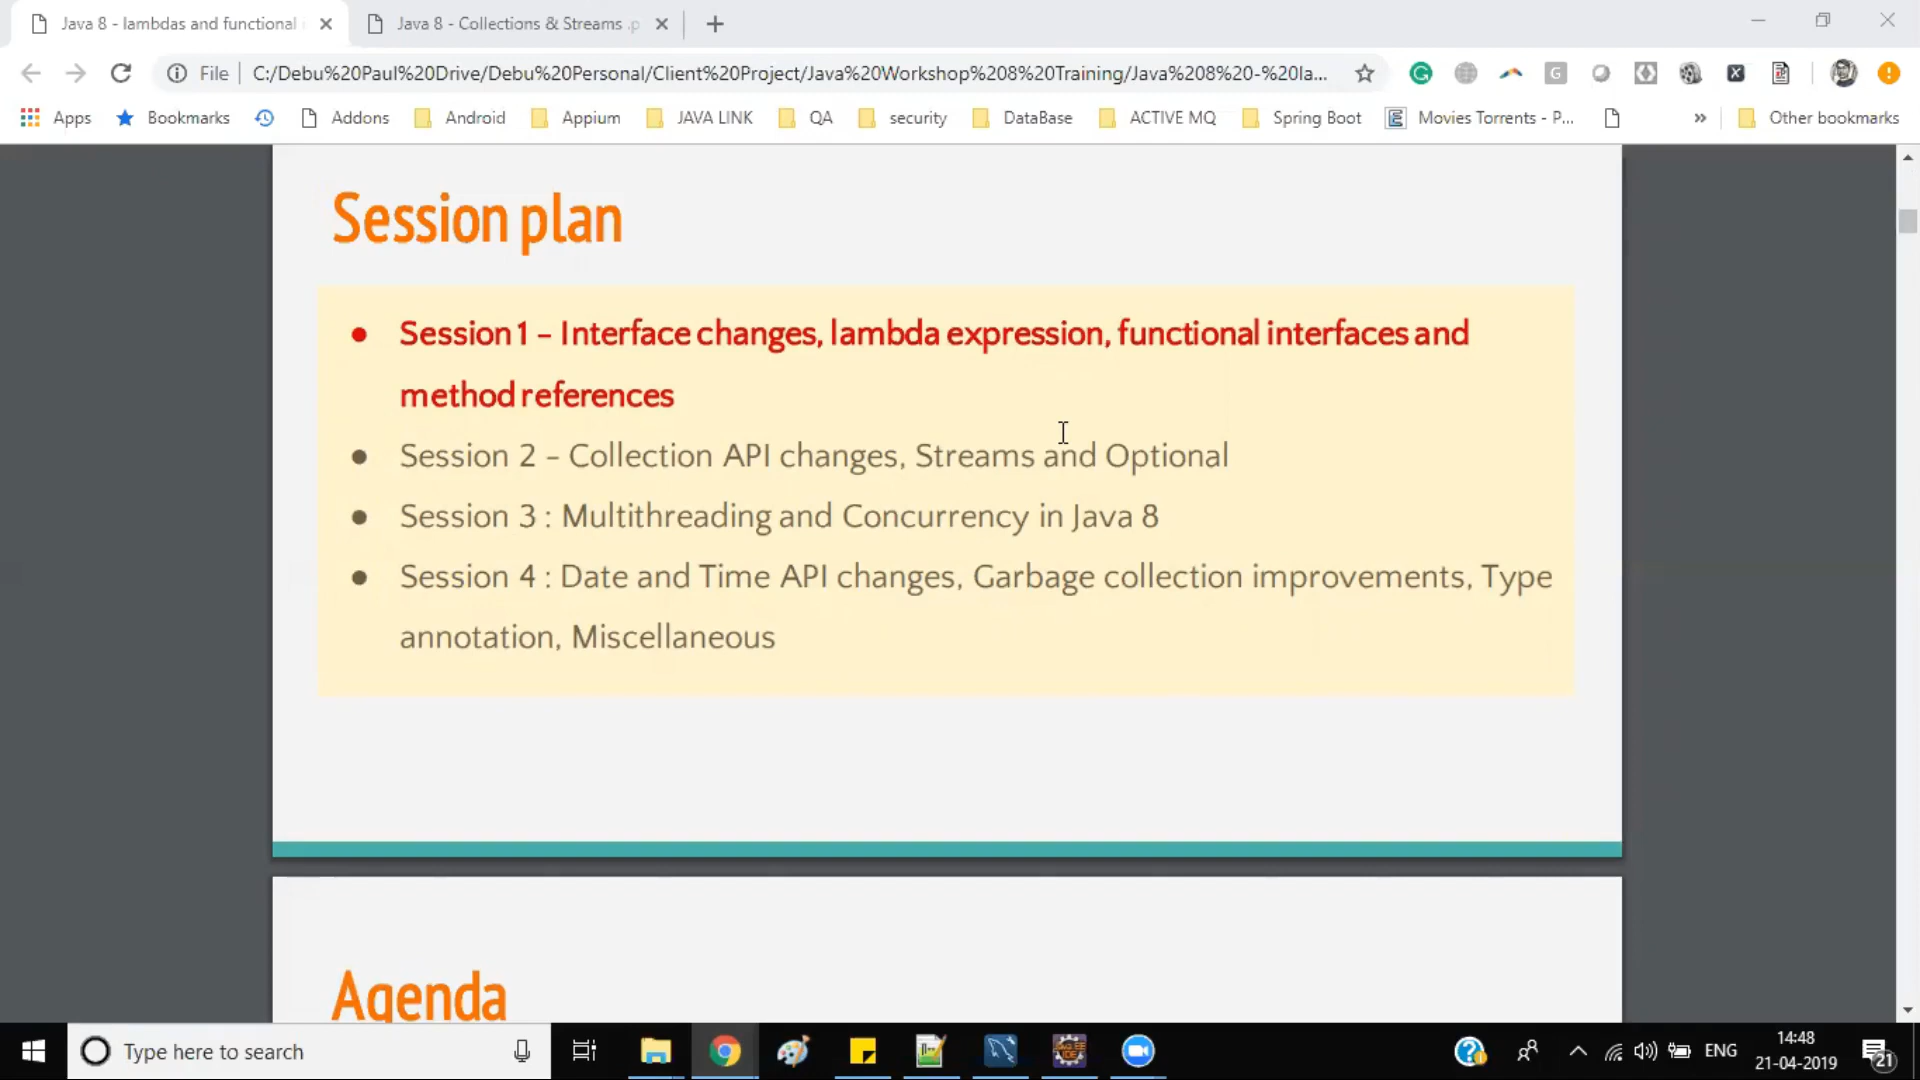 Java 8 - lambdas and functional
Java 8 - Collections & Streams .p
File
C:/Debu%20Paul%20Drive/Debu%20Personal/Client%20Project/Java%20Workshop%208%20Training/Java%208%20-%20la...
Apps
Bookmarks
Addons
Android
Appium
JAVA LINK
QA
security
DataBase
ACTIVE MQ
Spring Boot
Movies Torrents - P...
»
Other bookmarks
Session plan
● Session 1 – Interface changes, lambda expression, functional interfaces and
method references
● Session 2 – Collection API changes, Streams and Optional
● Session 3 : Multithreading and Concurrency in Java 8
● Session 4 : Date and Time API changes, Garbage collection improvements, Type
annotation, Miscellaneous
Agenda
Type here to search
ENG
14:48
21-04-2019
21